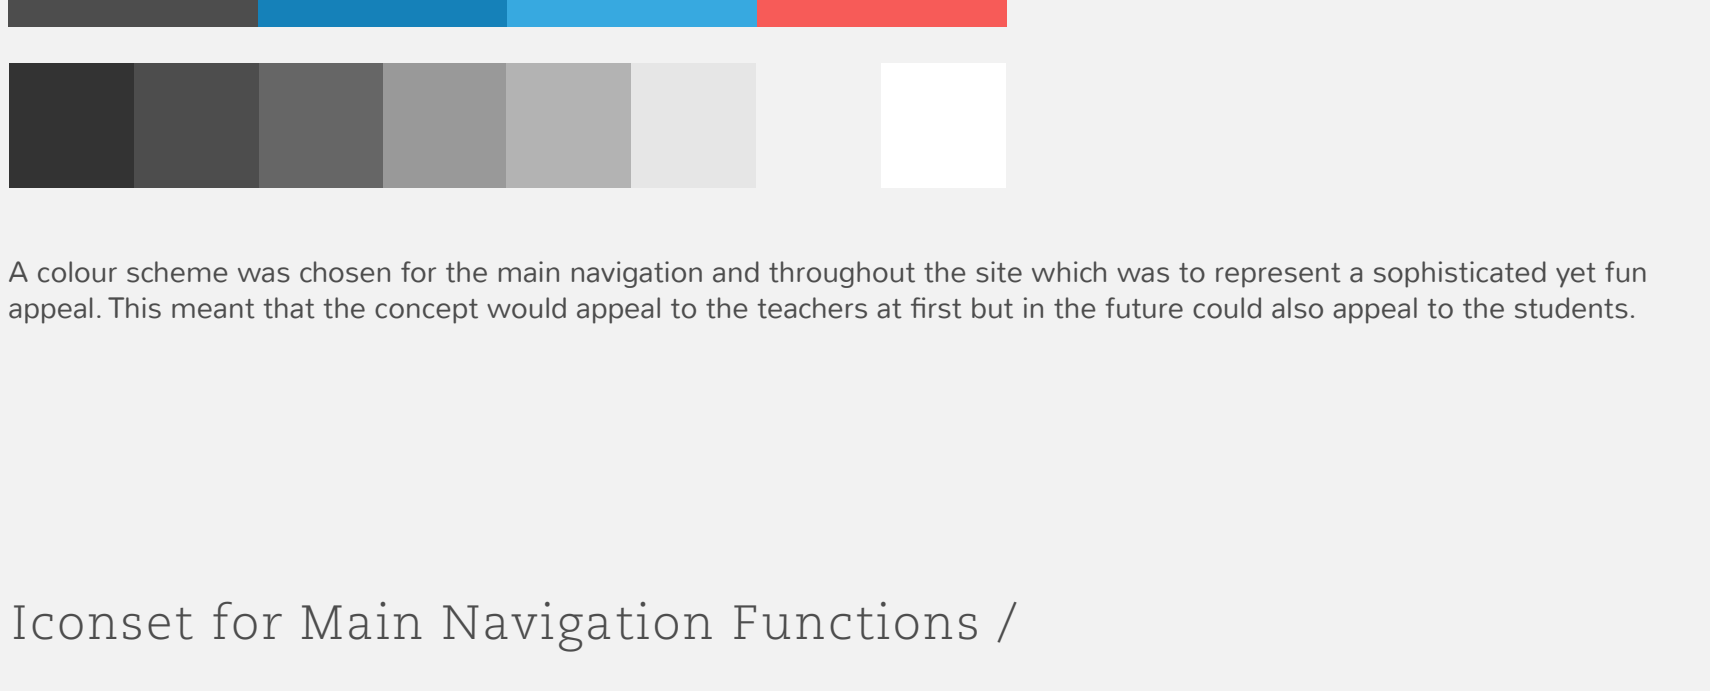 A colour scheme was chosen for the main navigation and throughout the site which was to represent a sophisticated yet fun
appeal. This meant that the concept would appeal to the teachers at first but in the future could also appeal to the students.
Iconset for Main Navigation Functions /